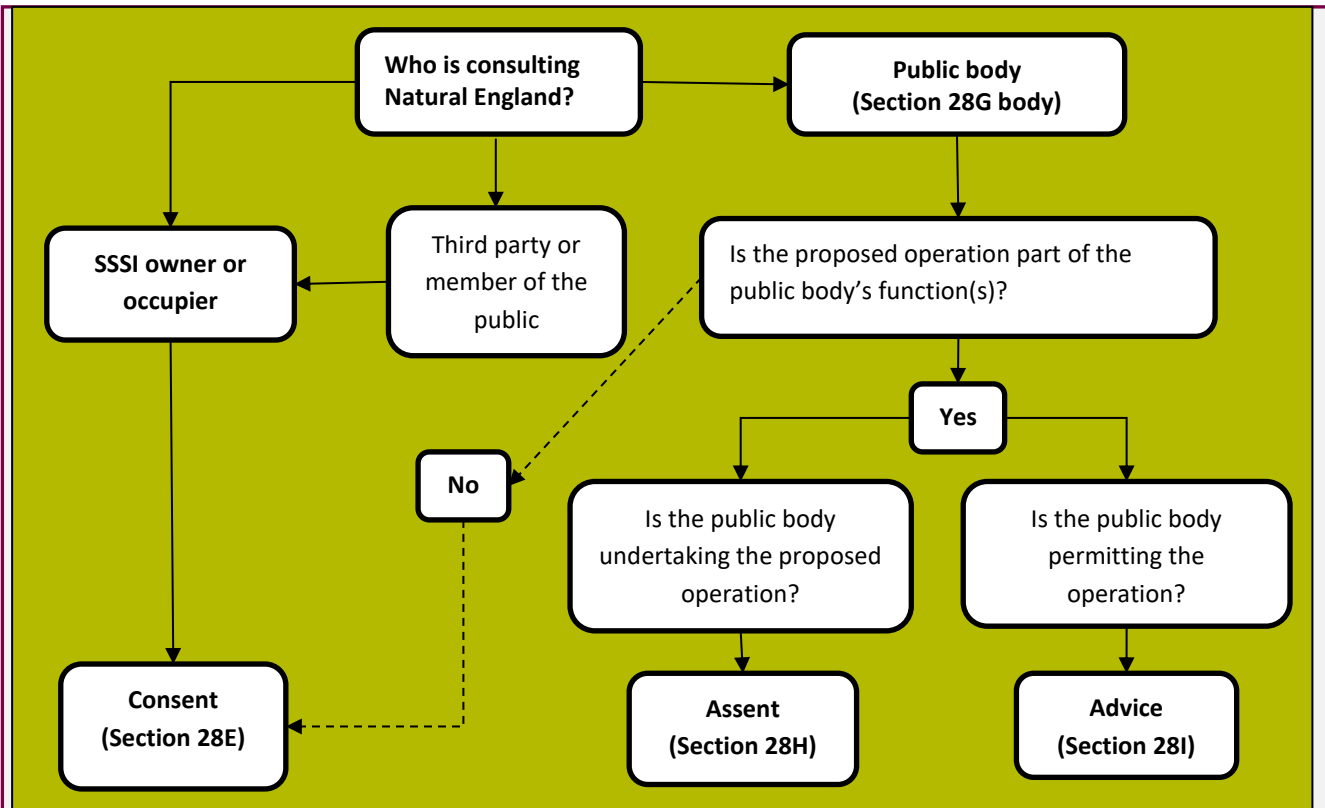 Who is consulting
Natural England?
Public body
(Section 28G body)
SSSI owner or
occupier
Third party or
member of the
public
Is the proposed operation part of the
public body’s function(s)?
Yes
No
Is the public body
undertaking the proposed
operation?
Is the public body
permitting the
operation?
Consent
(Section 28E)
Assent
(Section 28H)
Advice
(Section 28I)